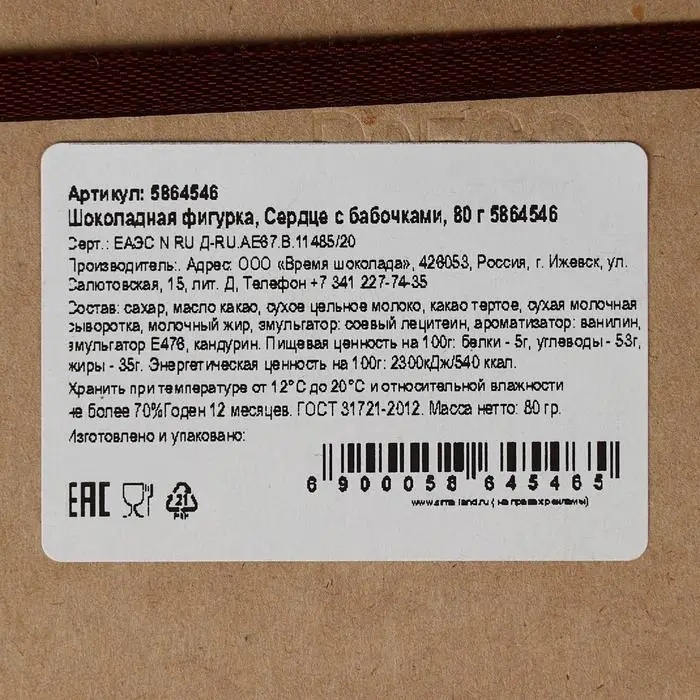 Артикул: 5864546
Шоколадная фигурка, Сердце с бабочками, 80 г 5864546
Серт.: ЕАЭС N RU Д-RU.АЕ67.В.11485/20
Производитель:. Адрес: ООО «Время шоколада», 426053, Россия, г. Ижевск, ул.
Салютовская, 15, лит. Д, Телефон +7 341 227-74-35
Состав: сахар, масло какао, сухое цельное молоко, какао тертое, сухая молочная
сыворотка, молочный жир, эмульгатор: соевый лецитеин, ароматизатор: ванилин,
эмульгатор Е476, кандурин. Пищевая ценность на 100г: белки - 5г, углеводы - 53г,
жиры - 35г. Энергетическая ценность на 100г: 2300кДж/540 ккал.
Хранить при температуре от 12°С до 20°С и относительной влажности
не более 70%Годен 12 месяцев. ГОСТ 31721-2012. Масса нетто: 80 гр.
Изготовлено и упаковано:
EAC
21
6 900058 645465
(на правах рекламы)